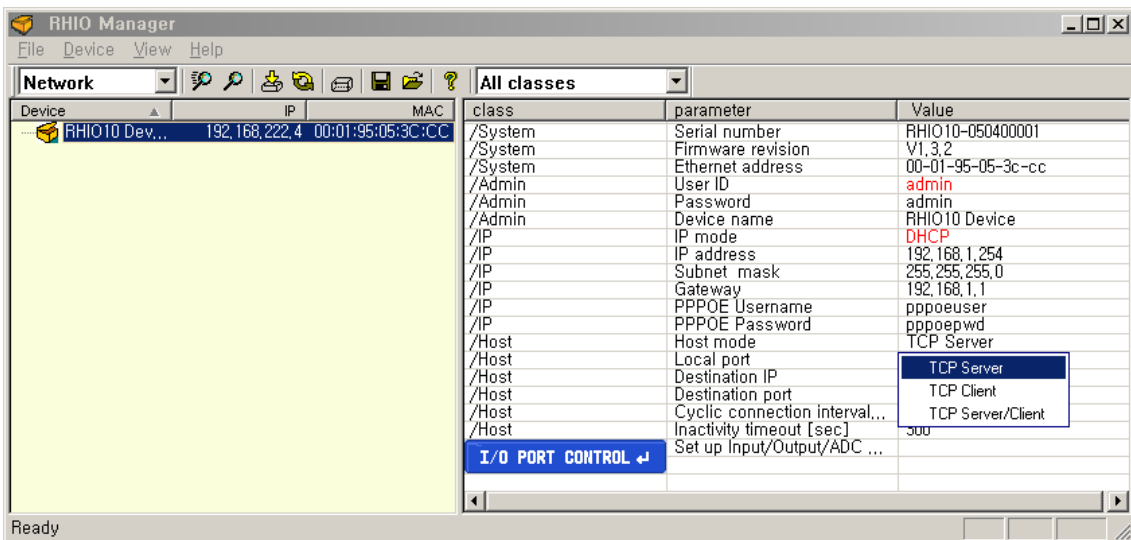 RHIO Manager
File Device View Help
Network All classes
Device IP MAC class parameter Value
RHIO10 Dev... 192,168,222,4 00:01:95:05:3C:CC
/System Serial number RHIO10-050400001
/System Firmware revision V1,3,2
/System Ethernet address 00-01-95-05-3c-cc
/Admin User ID admin
/Admin Password admin
/Admin Device name RHIO10 Device
/IP IP mode DHCP
/IP IP address 192,168,1,254
/IP Subnet mask 255,255,255,0
/IP Gateway 192,168,1,1
/IP PPPOE Username pppoeuser
/IP PPPOE Password pppoepwd
/Host Host mode TCP Server
/Host Local port
/Host Destination IP
/Host Destination port
/Host Cyclic connection interval...
/Host Inactivity timeout [sec] 300
TCP Server
TCP Client
TCP Server/Client
I/O PORT CONTROL ↵ Set up Input/Output/ADC ...
Ready